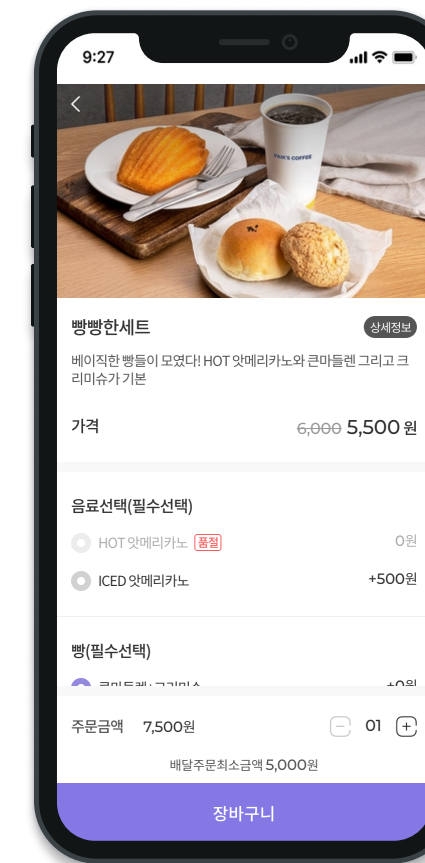 9:27
PAIK'S COFFEE
빵빵한세트
상세정보
베이직한 빵들이 모였다! HOT 앗메리카노와 큰마들렌 그리고 크
리미슈가 기본
가격 6,000 5,500 원
음료선택(필수선택)
HOT 앗메리카노 품절 0원
ICED 앗메리카노 +500원
빵(필수선택)
+0원
주문금액 7,500원 01
배달주문최소금액 5,000원
장바구니